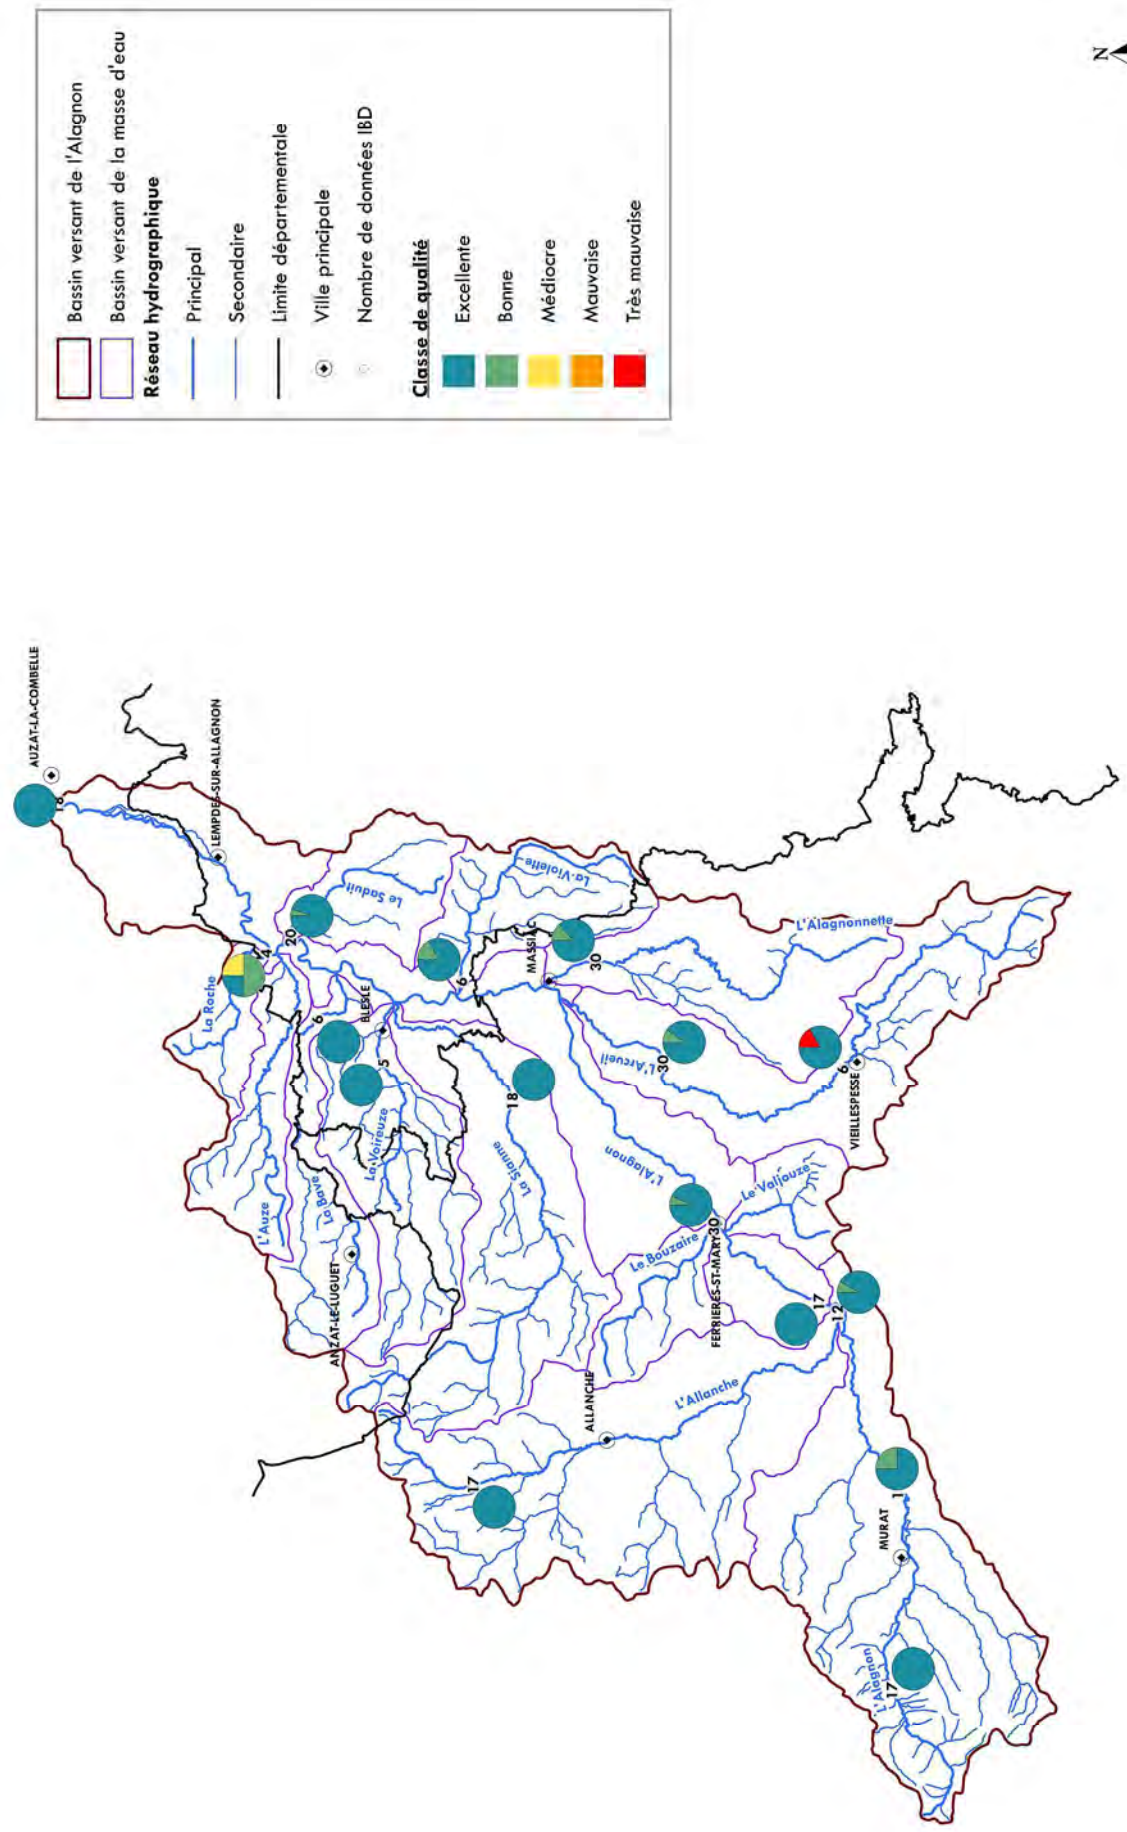 Bassin versant de l'Alagnon
Bassin versant de la masse d'eau
Réseau hydrographique
Principal
Secondaire
Limite départementale
Ville principale
Nombre de données IBD
Classe de qualité
Excellente
Bonne
Médiocre
Mauvaise
Très mauvaise
N
AUZAT-LA-COMBELLE
18
LEMPDES-SUR-ALLAGNON
La Roche
4
20
Le Saduit
L'Auze
6
BLESLE
5
La Bave
La Voireuze
ANZAT-LE-LUGUET
La Violette
6
MASSIAC
30
L'Alagnonnette
La Sianne
18
L'Arcueil
30
6
VIEILLESPESSE
L'Alagnon
Le Valjouze
Le Bouzaire
FERRIERES-ST-MARY
30
17
12
ALLANCHE
L'Allanche
17
1
MURAT
L'Alagnon
17